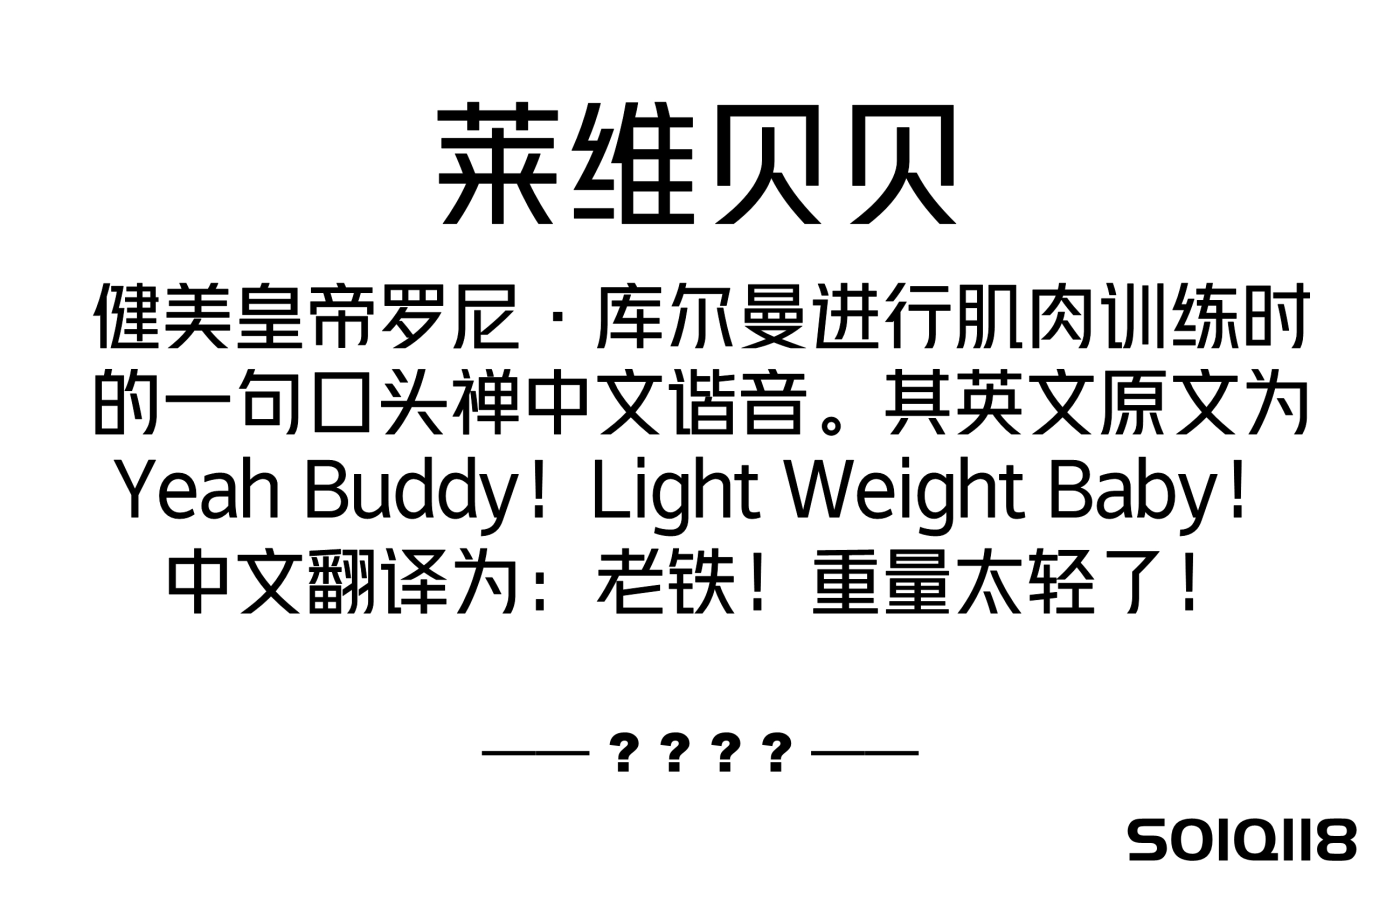 莱维贝贝
健美皇帝罗尼·库尔曼进行肌肉训练时
的一句口头禅中文谐音。其英文原文为
Yeah Buddy！Light Weight Baby！
中文翻译为：老铁！重量太轻了！
——？？？？——
SOIQ118